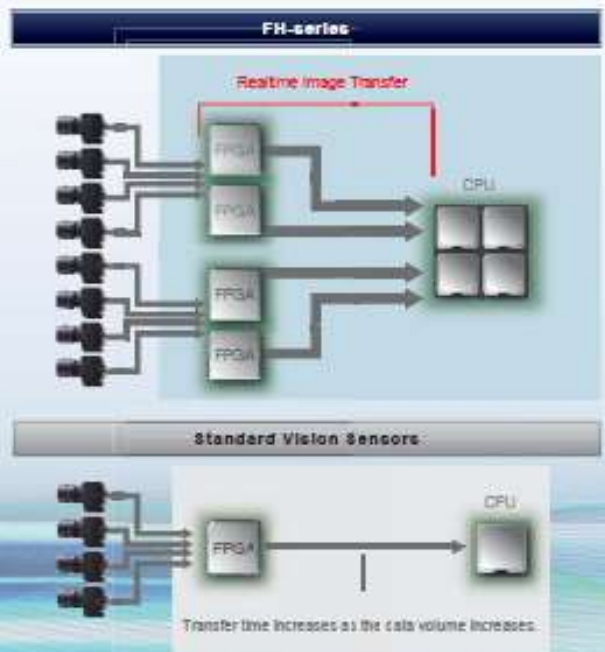 FH-series
Realtime Image Transfer
FPGA
CPU
FPGA
FPGA
FPGA
Standard Vision Sensors
CPU
FPGA
Transfer time increases as the data volume increases.